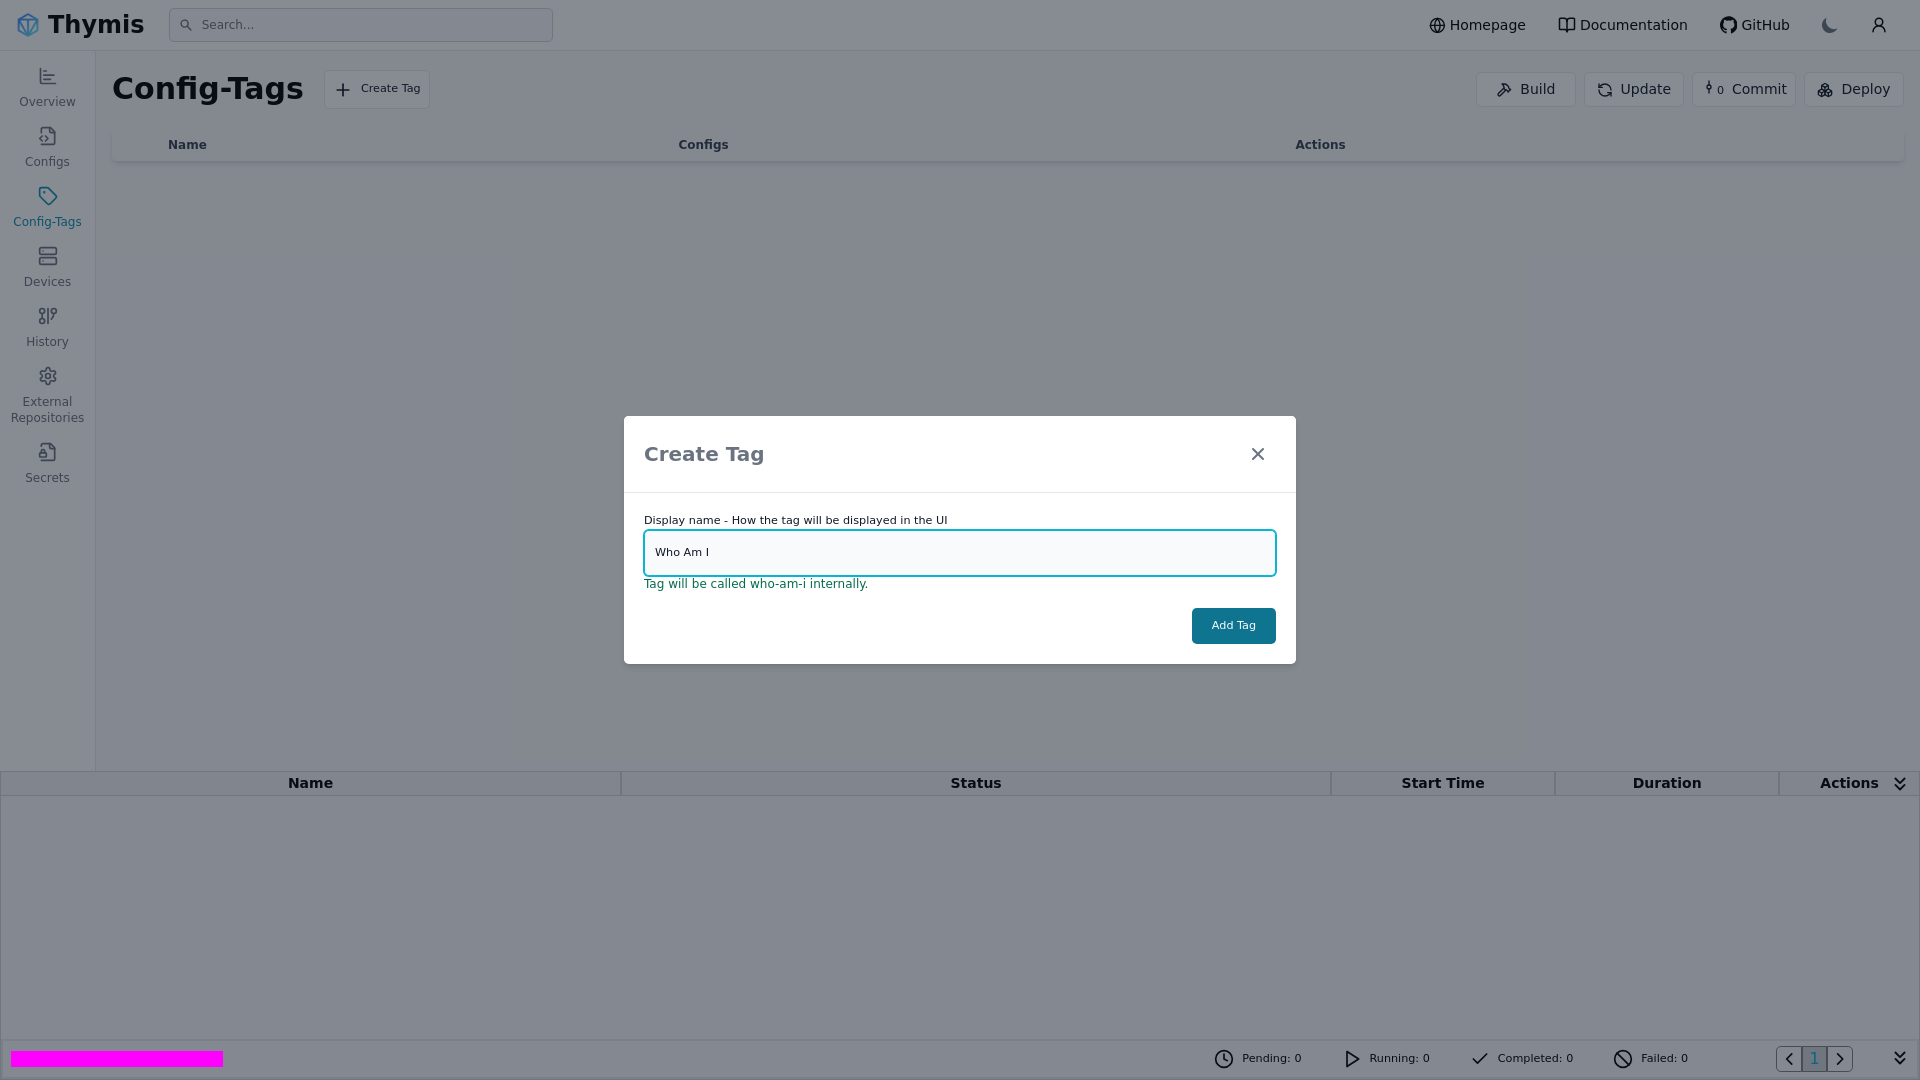 Thymis
Search...
Homepage
Documentation
GitHub
Overview
Configs
Config-Tags
Devices
History
External
Repositories
Secrets
Config-Tags
Create Tag
Build
Update
0 Commit
Deploy
Name Configs Actions
Create Tag
Display name - How the tag will be displayed in the UI
Who Am I
Tag will be called who-am-i internally.
Add Tag
Name Status Start Time Duration Actions
Pending: 0 Running: 0 Completed: 0 Failed: 0 1